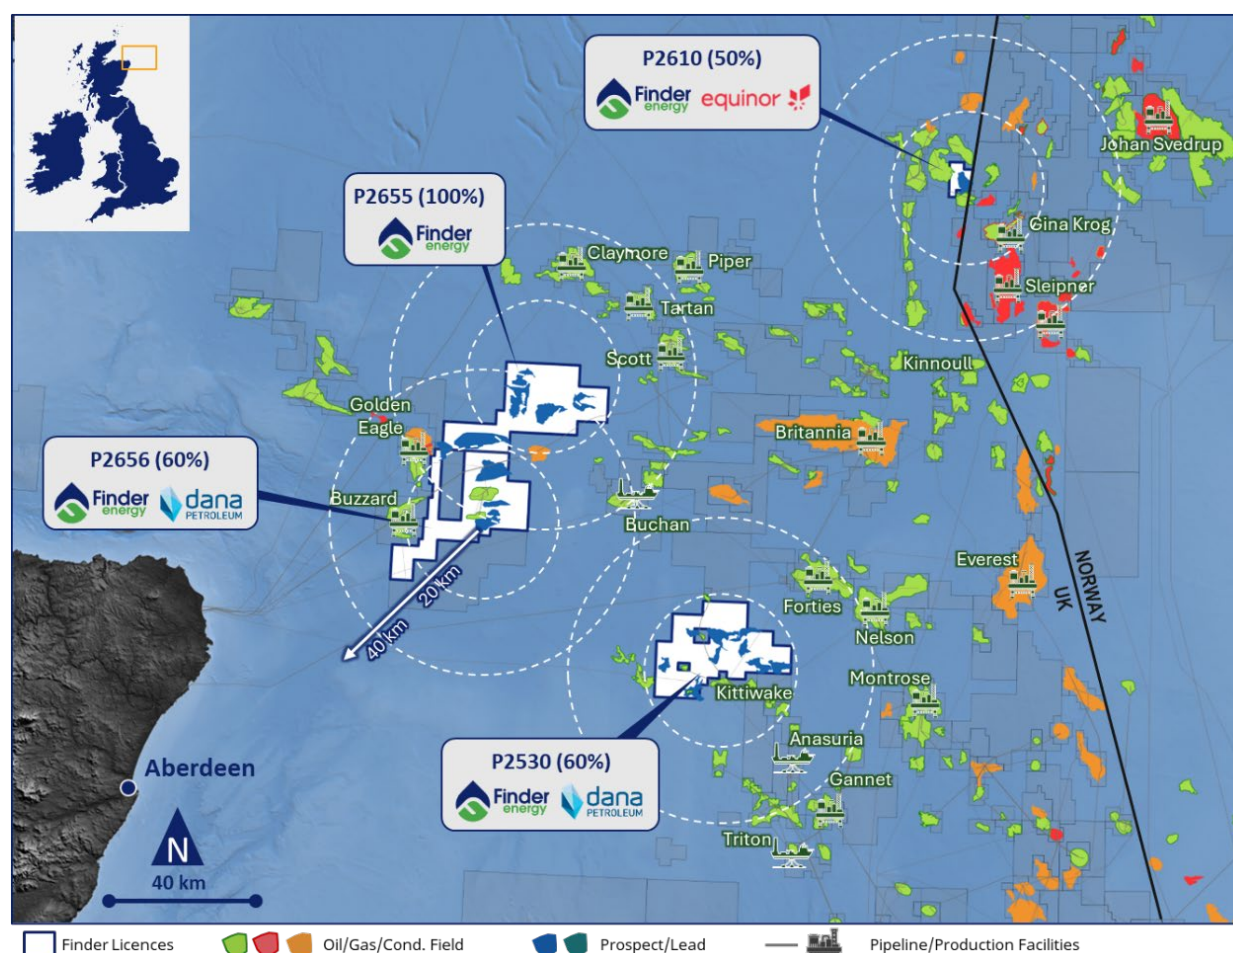 P2610 (50%)
Finder
energy
equinor
Johan Svedrup
P2655 (100%)
Finder
energy
Gina Krog
Claymore
Piper
Sleipner
Tartan
Scott
Kinnoull
Golden
Eagle
Britannia
P2656 (60%)
Finder
energy
dana
PETROLEUM
Buzzard
Buchan
Everest
NORWAY
UK
20 km
40 km
Forties
Nelson
Kittiwake
Montrose
Anasuria
P2530 (60%)
Finder
energy
dana
PETROLEUM
Gannet
Aberdeen
Triton
N
40 km
Finder Licences
Oil/Gas/Cond. Field
Prospect/Lead
Pipeline/Production Facilities